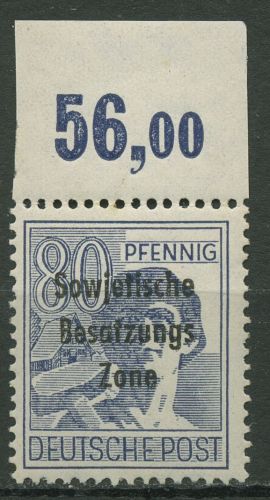 56,00
80 PFENNIG
Sowjetische
Besatzungs
Zone
DEUTSCHE POST